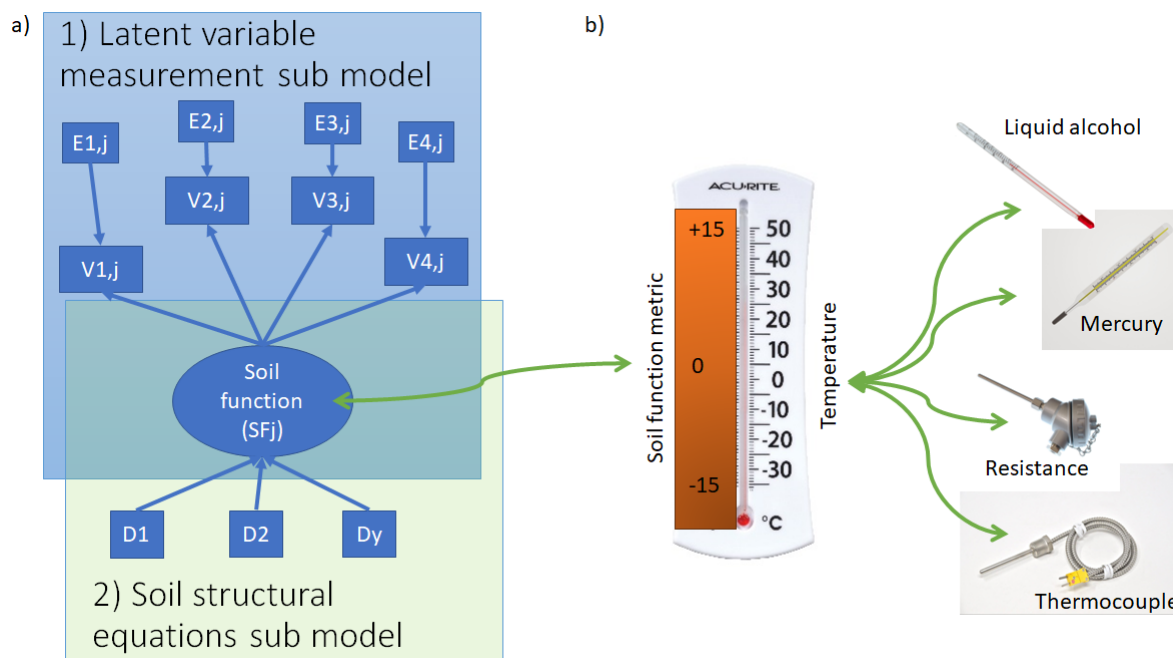 a)
1) Latent variable
measurement sub model
E1,j
E2,j
E3,j
E4,j
V1,j
V2,j
V3,j
V4,j
Soil
function
(SFj)
D1
D2
Dy
2) Soil structural
equations sub model
b)
Soil function metric
+15
0
-15
ACU·RITE
50
40
30
20
10
0
-10
-20
-30
°C
Temperature
Liquid alcohol
Mercury
Resistance
Thermocouple